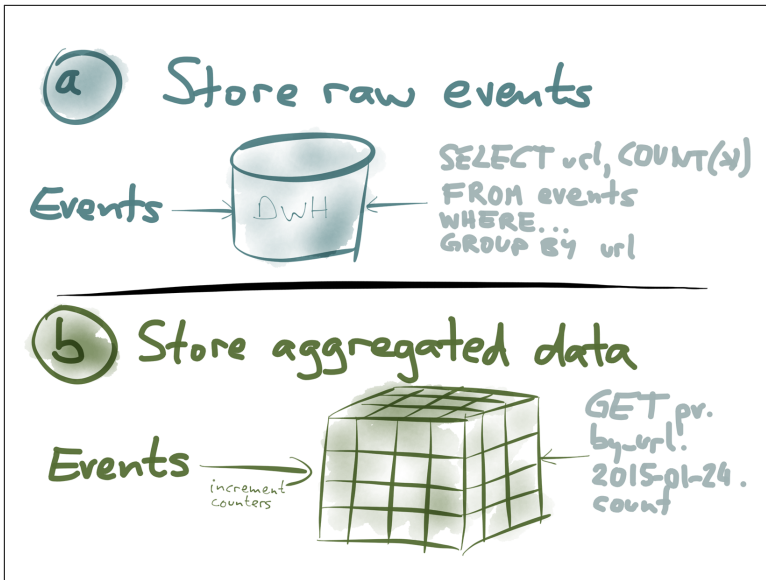 a Store raw events
Events
DWH
SELECT url, COUNT(*)
FROM events
WHERE...
GROUP BY url
b Store aggregated data
Events
increment
counters
GET pv.
by_url.
2015-01-24.
count